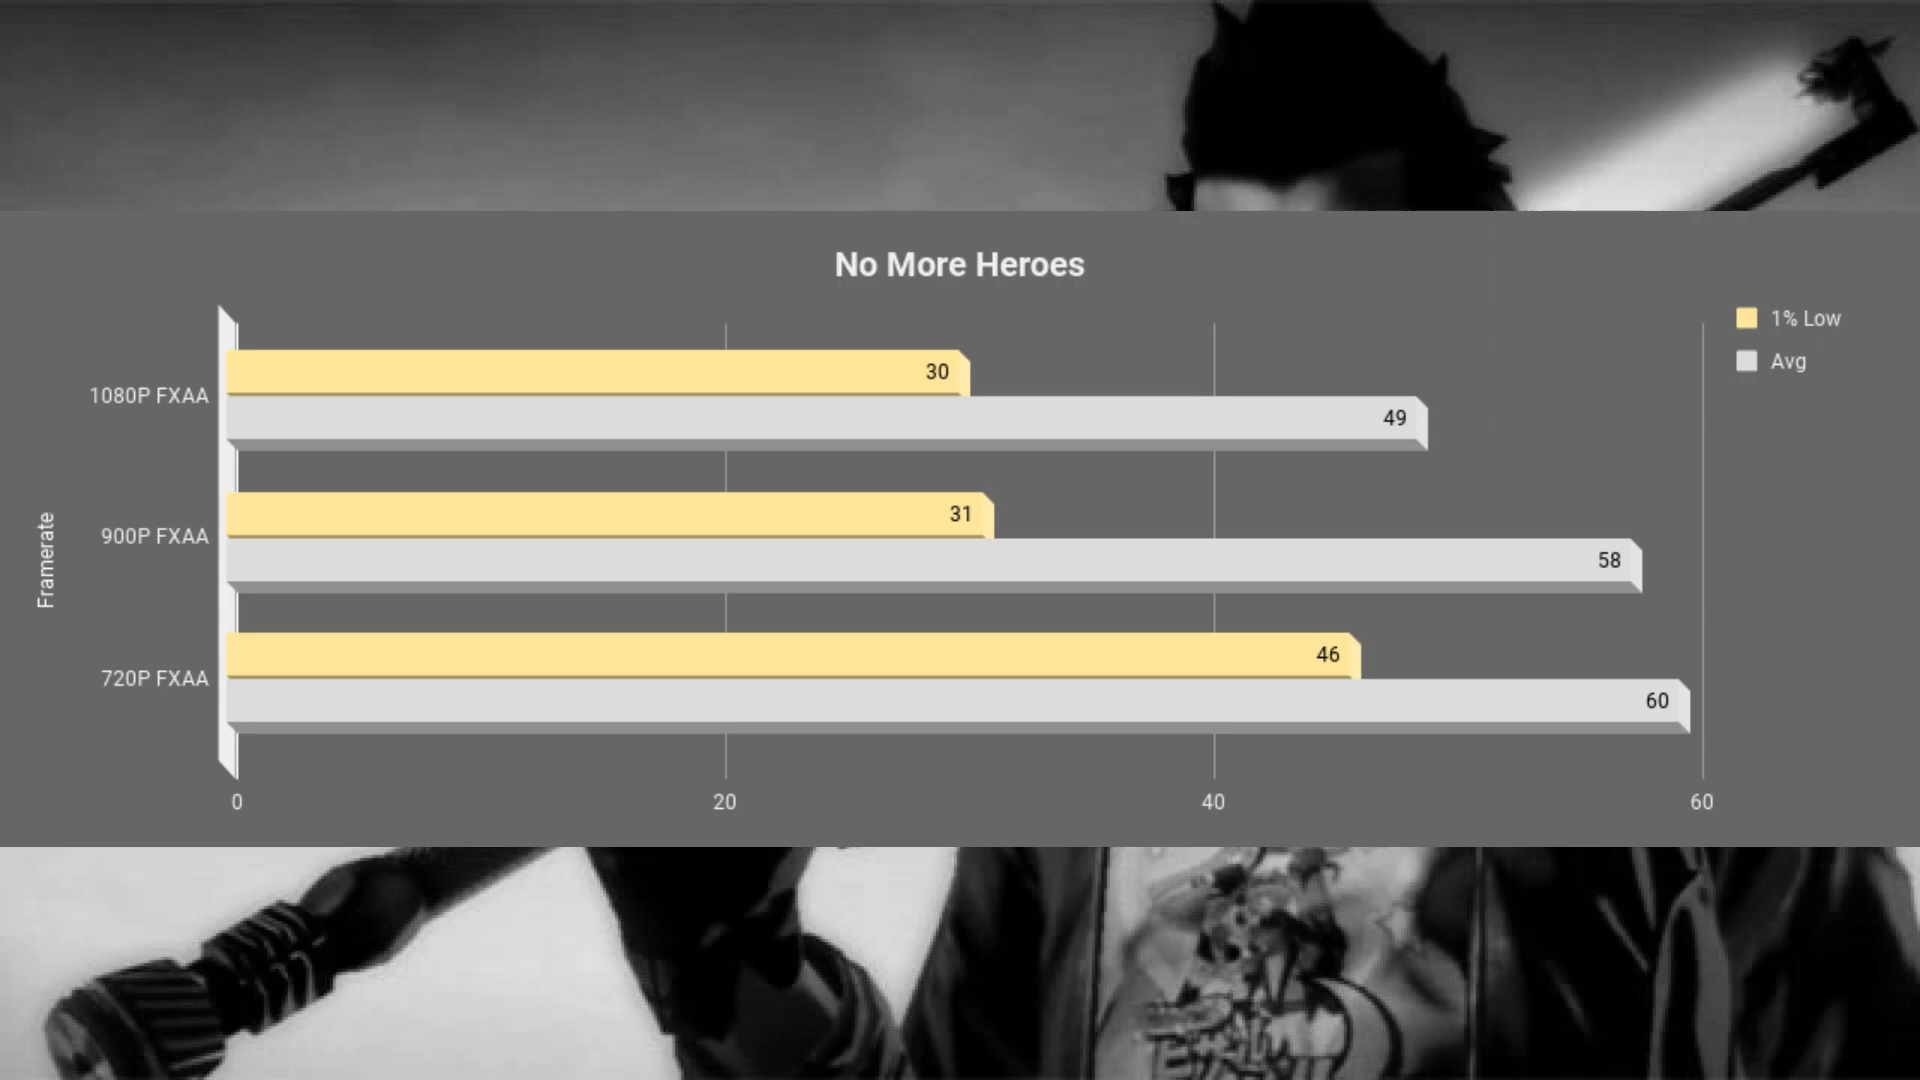 No More Heroes
1% Low
Avg
Framerate
1080P FXAA
30
49
900P FXAA
31
58
720P FXAA
46
60
0
20
40
60